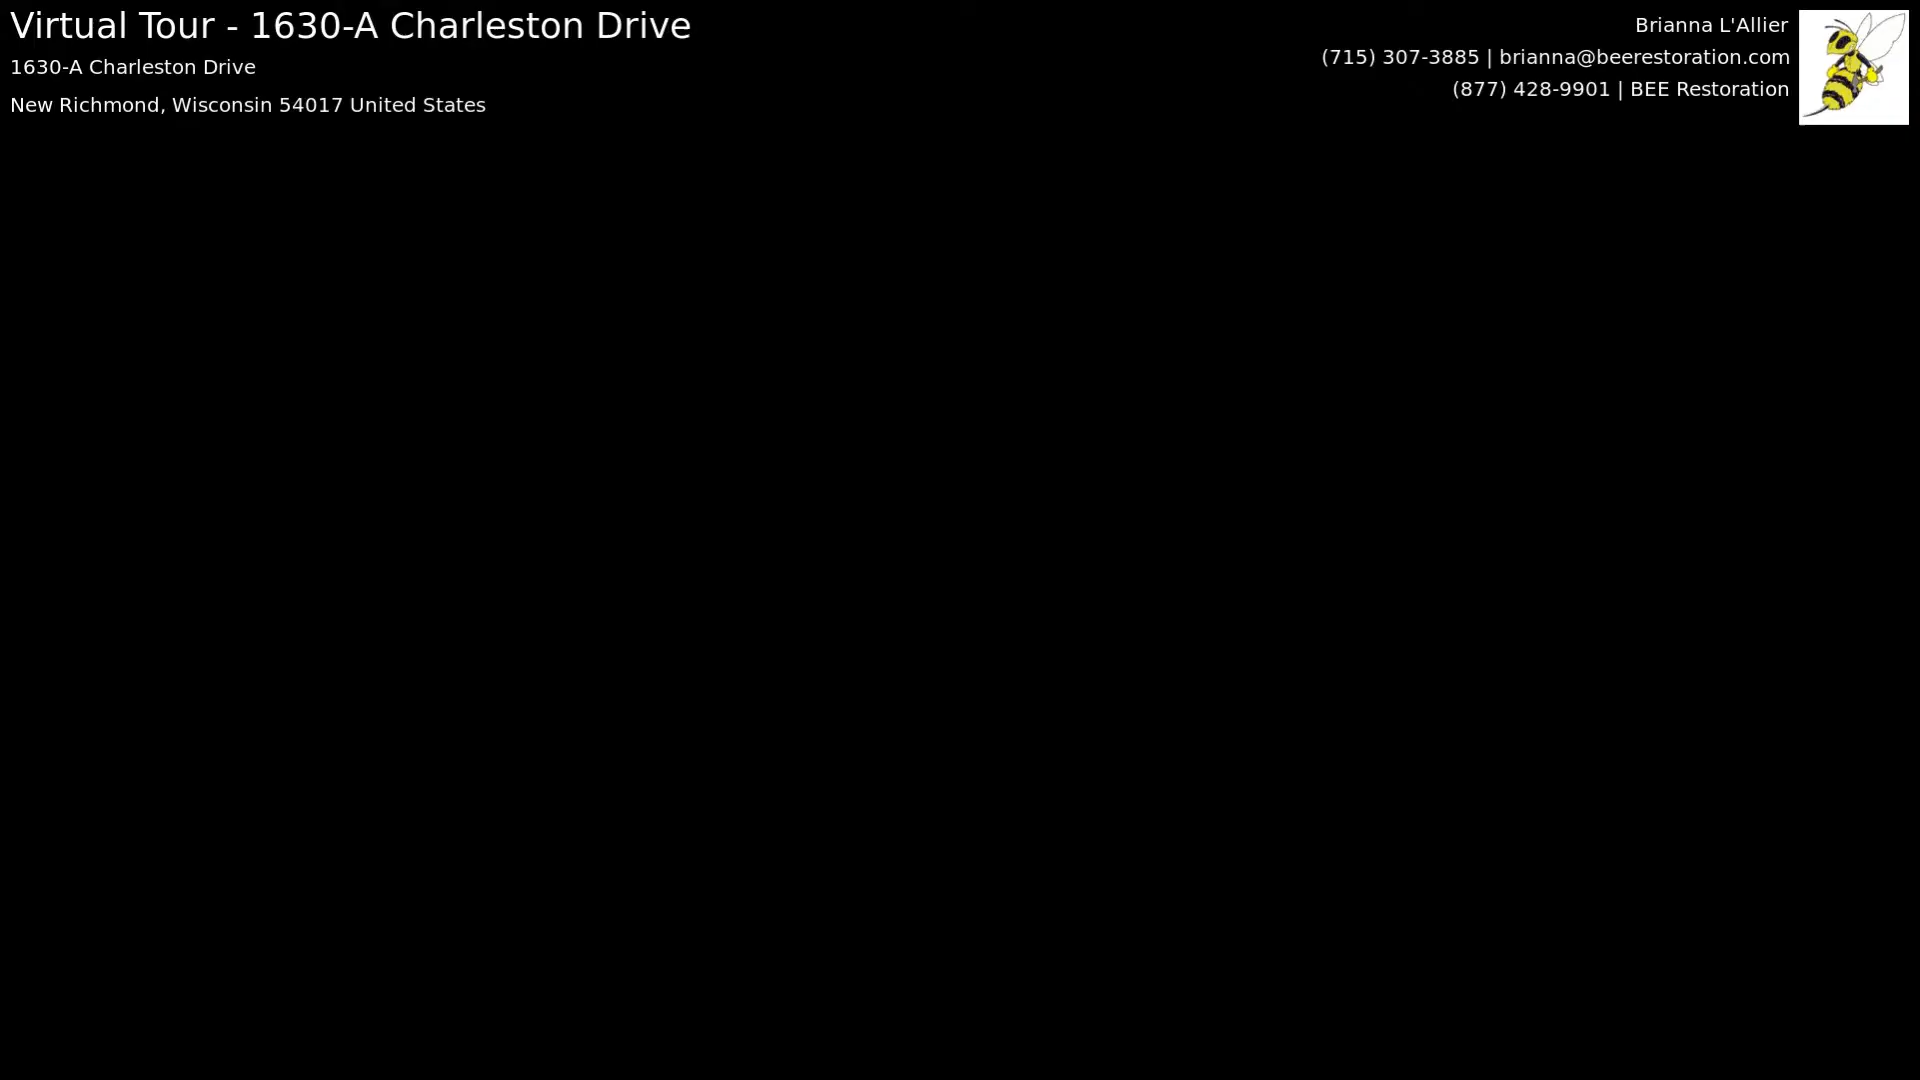 Virtual Tour - 1630-A Charleston Drive
1630-A Charleston Drive
New Richmond, Wisconsin 54017 United States
Brianna L'Allier
(715) 307-3885 | brianna@beerestoration.com
(877) 428-9901 | BEE Restoration